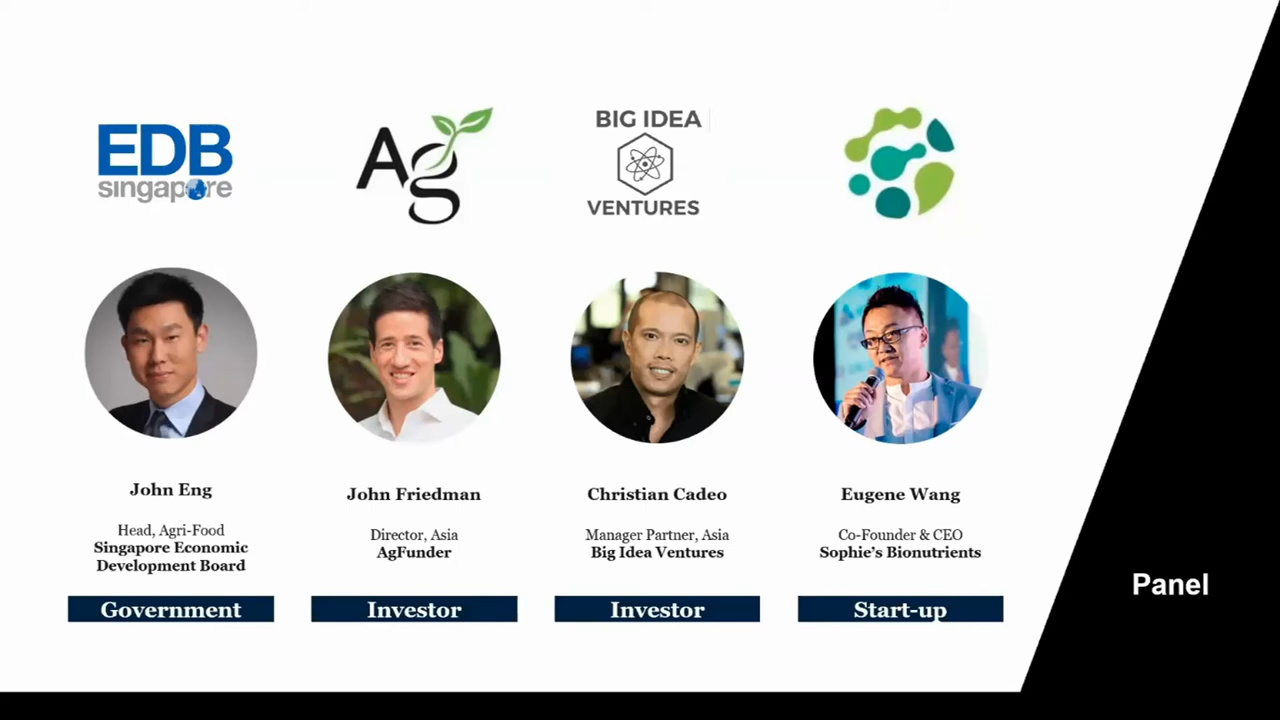 EDB
singapore
Ag
BIG IDEA
VENTURES
John Eng
Head, Agri-Food
Singapore Economic
Development Board
Government
John Friedman
Director, Asia
AgFunder
Investor
Christian Cadeo
Manager Partner, Asia
Big Idea Ventures
Investor
Eugene Wang
Co-Founder & CEO
Sophie's Bionutrients
Start-up
Panel